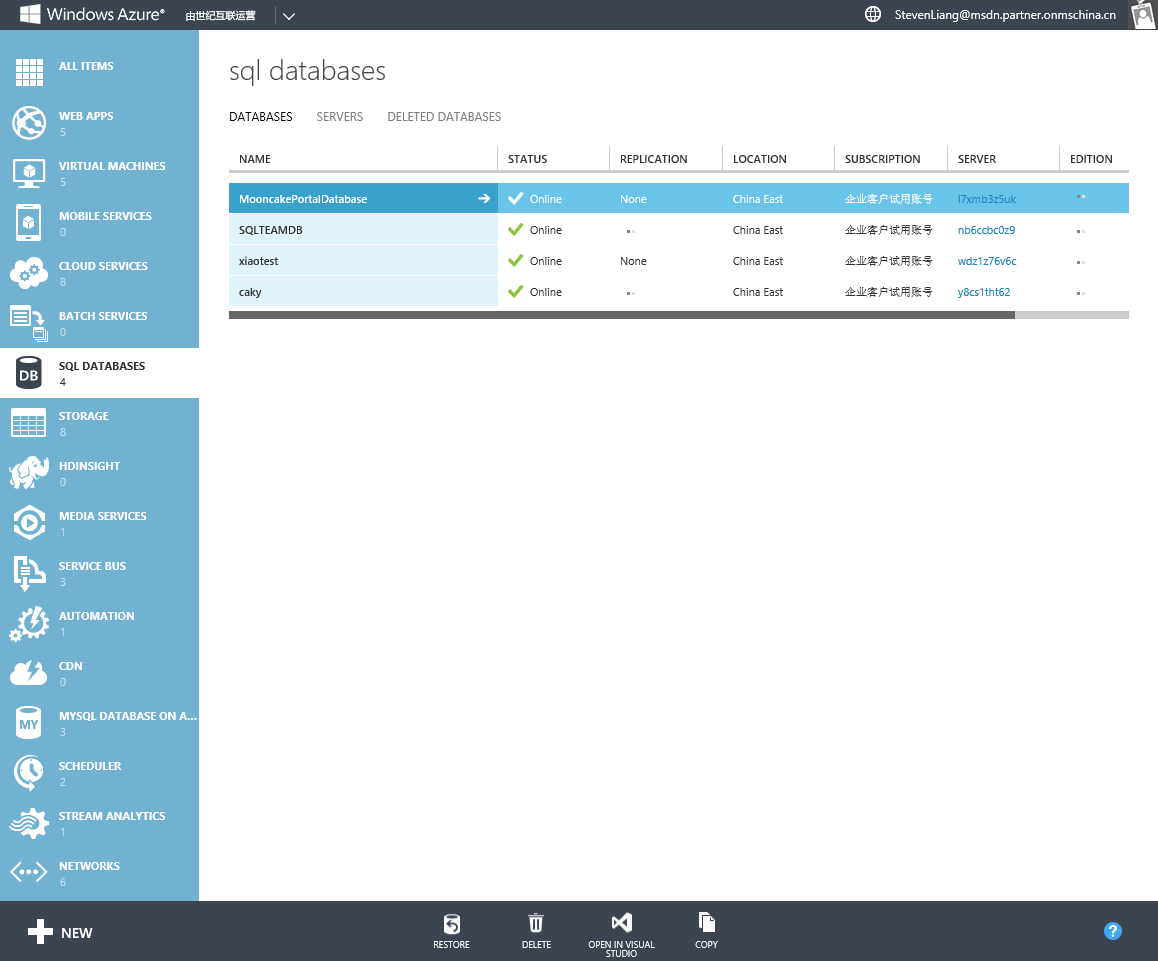 Windows Azure® 由世纪互联运营
StevenLiang@msdn.partner.onmschina.cn
ALL ITEMS
WEB APPS
5
VIRTUAL MACHINES
5
MOBILE SERVICES
0
CLOUD SERVICES
8
BATCH SERVICES
0
DB
SQL DATABASES
4
STORAGE
8
HDINSIGHT
0
MEDIA SERVICES
1
SERVICE BUS
3
AUTOMATION
1
CDN
0
MY
MYSQL DATABASE ON A...
3
SCHEDULER
2
STREAM ANALYTICS
1
NETWORKS
6
sql databases
DATABASES SERVERS DELETED DATABASES
NAME STATUS REPLICATION LOCATION SUBSCRIPTION SERVER EDITION
MooncakePortalDatabase Online None China East 企业客户试用账号 l7xmb3z5uk
SQLTEAMDB Online China East 企业客户试用账号 nb6ccbc0z9
xiaotest Online None China East 企业客户试用账号 wdz1z76v6c
caky Online China East 企业客户试用账号 y8cs1tht62
NEW
RESTORE
DELETE
OPEN IN VISUAL
STUDIO
COPY
?